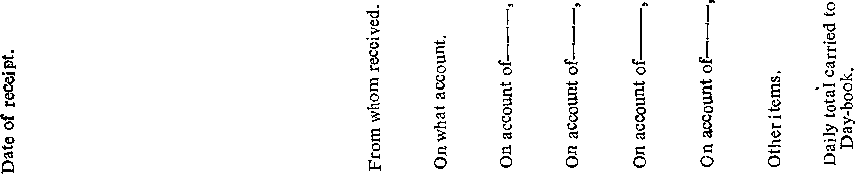 Date of receipt.
From whom received.
On what account.
On account of———,
On account of———,
On account of———,
On account of———,
Other items.
Daily total carried to
Day-book.